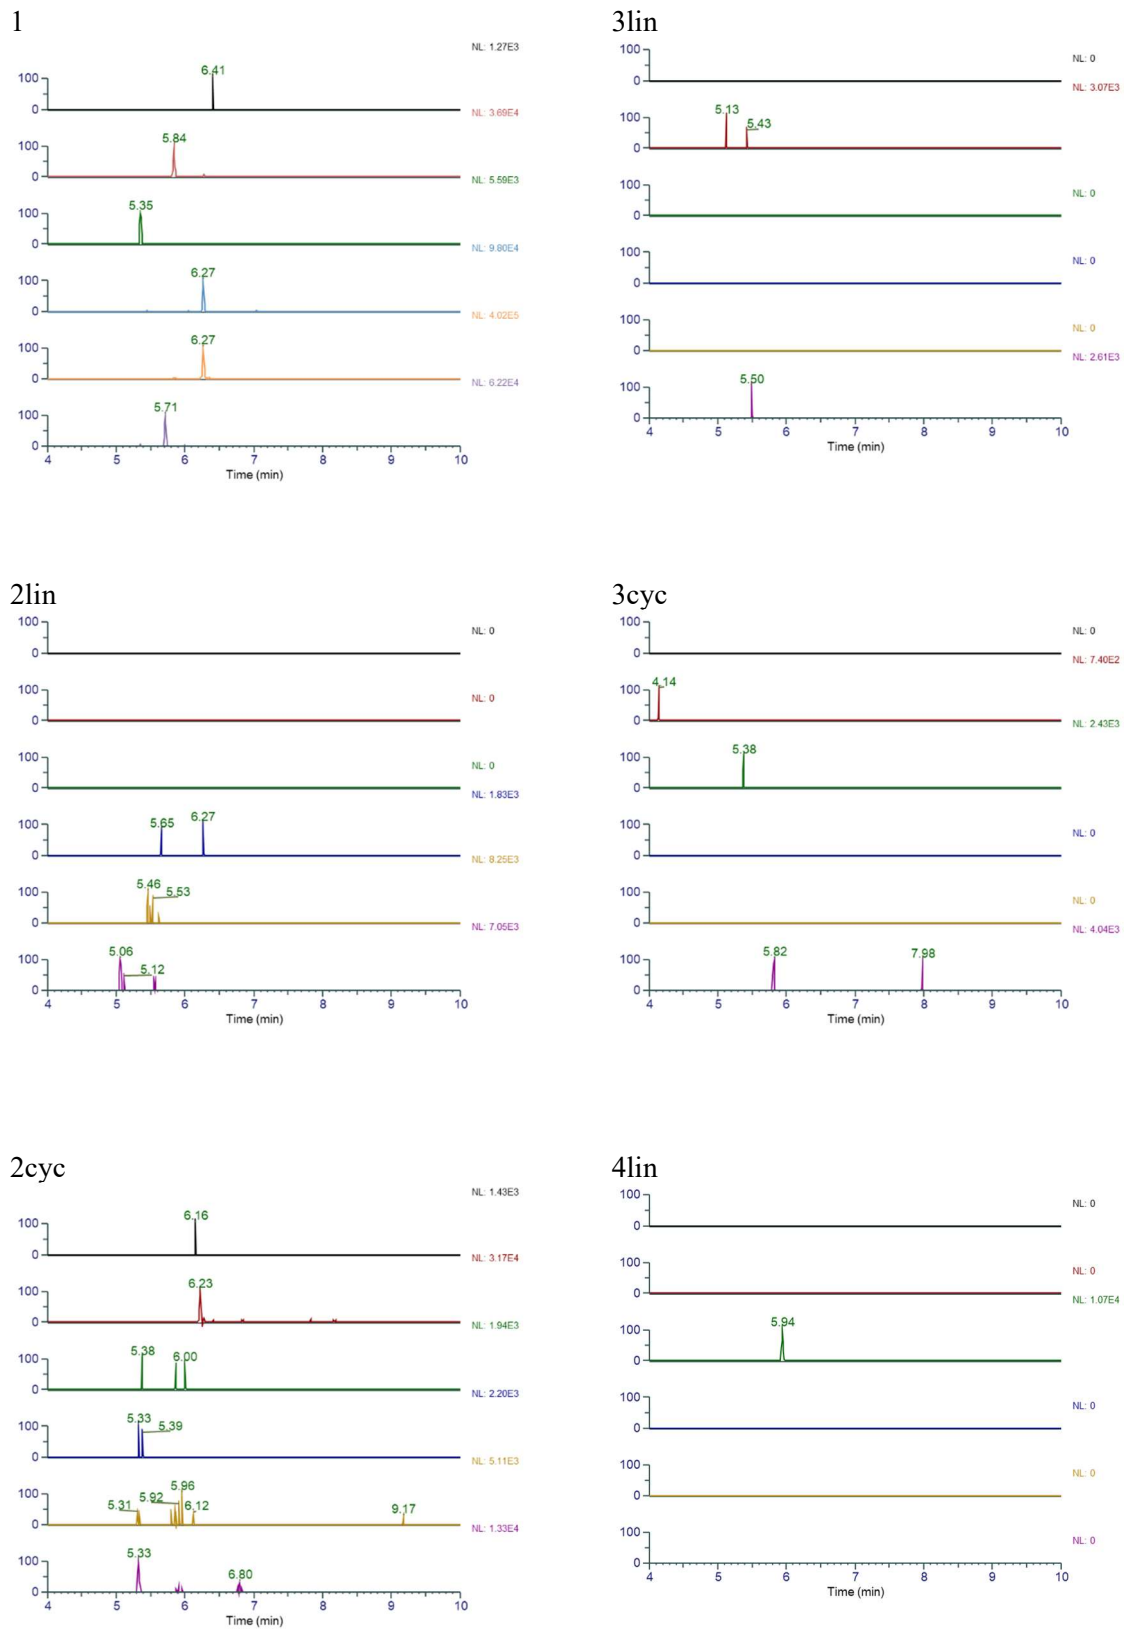 1
NL: 1.27E3
6.41
100
0
NL: 3.69E4
5.84
100
0
NL: 5.59E3
5.35
100
0
NL: 9.80E4
6.27
100
0
NL: 4.02E5
6.27
100
0
NL: 6.22E4
5.71
100
0
4 5 6 7 8 9 10
Time (min)
3lin
100
0
NL: 0
NL: 3.07E3
5.13
5.43
100
0
100
0
NL: 0
100
0
NL: 0
100
0
NL: 0
NL: 2.61E3
5.50
100
0
4 5 6 7 8 9 10
Time (min)
2lin
100
0
NL: 0
100
0
NL: 0
100
0
NL: 0
NL: 1.83E3
5.65 6.27
100
0
NL: 8.25E3
5.46
5.53
100
0
NL: 7.05E3
5.06
5.12
100
0
4 5 6 7 8 9 10
Time (min)
3cyc
100
0
NL: 0
NL: 7.40E2
4.14
100
0
NL: 2.43E3
5.38
100
0
100
0
NL: 0
100
0
NL: 0
NL: 4.04E3
5.82 7.98
100
0
4 5 6 7 8 9 10
Time (min)
2cyc
NL: 1.43E3
6.16
100
0
NL: 3.17E4
6.23
100
0
NL: 1.94E3
5.38 6.00
100
0
NL: 2.20E3
5.33
5.39
100
0
NL: 5.11E3
5.96
5.31 5.92 6.12 9.17
100
0
NL: 1.33E4
5.33
6.80
100
0
4 5 6 7 8 9 10
Time (min)
4lin
100
0
NL: 0
100
0
NL: 0
NL: 1.07E4
5.94
100
0
100
0
NL: 0
100
0
NL: 0
100
0
NL: 0
4 5 6 7 8 9 10
Time (min)